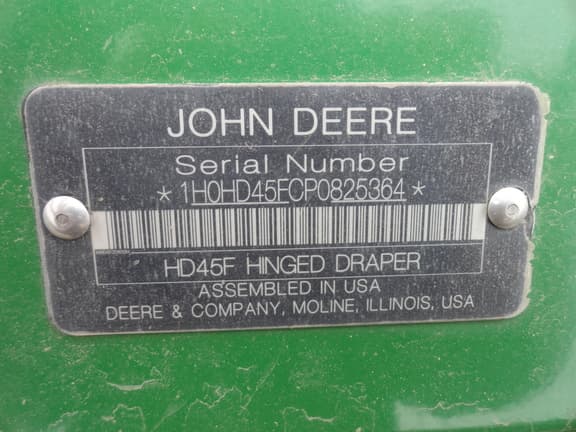 JOHN DEERE
Serial Number
*1H0HD45FCP0825364*
HD45F HINGED DRAPER
ASSEMBLED IN USA
DEERE & COMPANY, MOLINE, ILLINOIS, USA